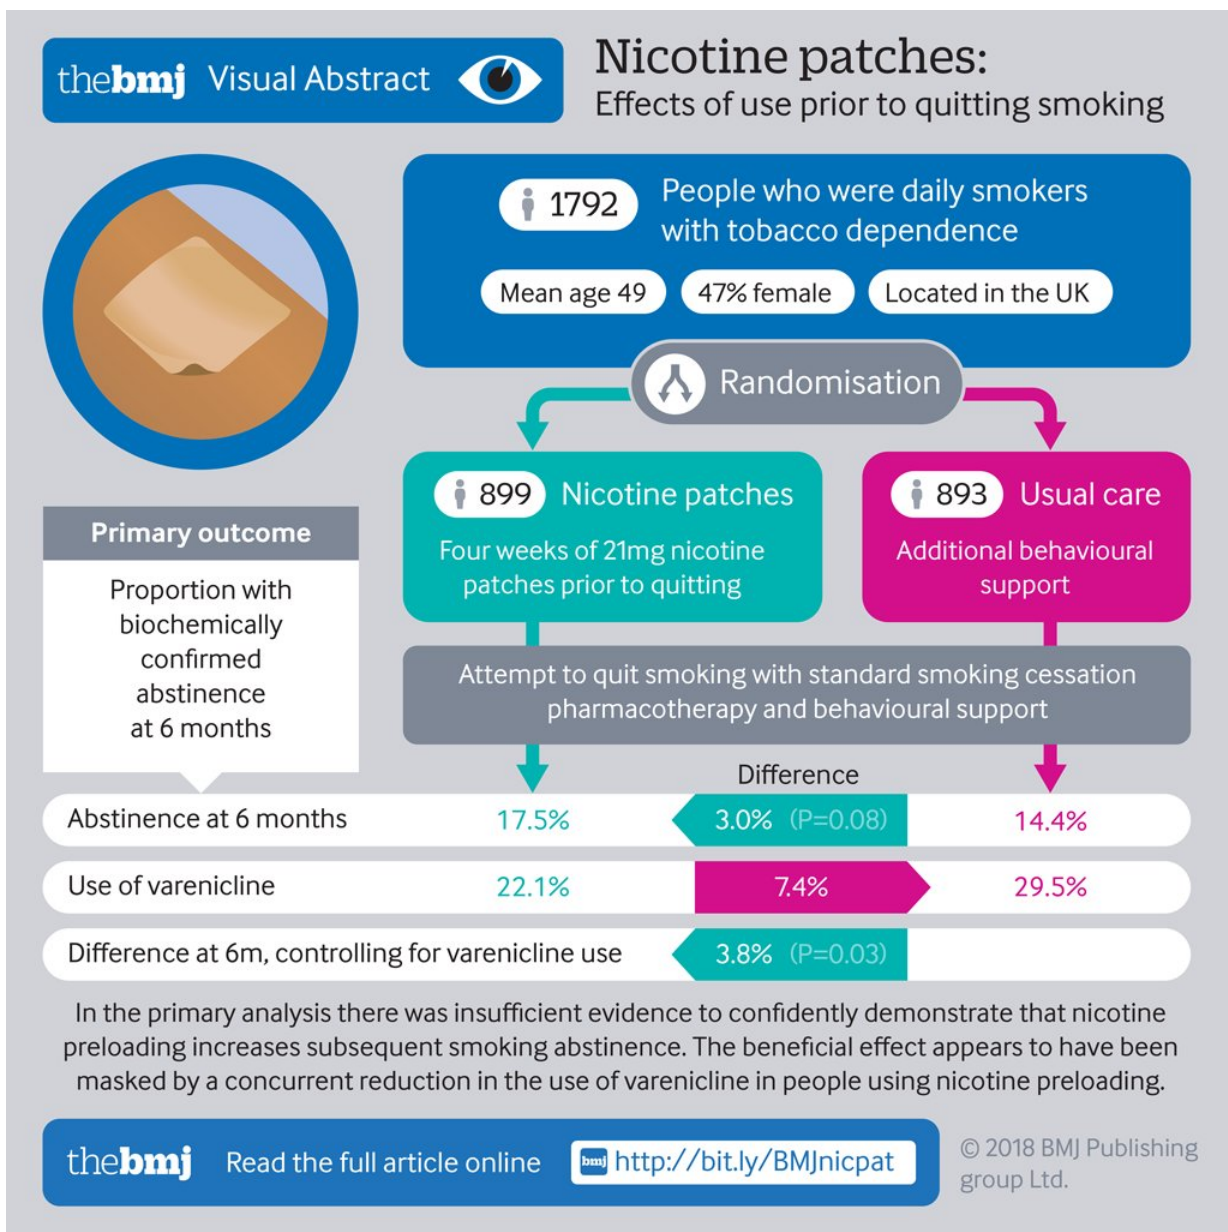 thebmj Visual Abstract
Nicotine patches:
Effects of use prior to quitting smoking
1792
People who were daily smokers
with tobacco dependence
Mean age 49
47% female
Located in the UK
Randomisation
899 Nicotine patches
Four weeks of 21mg nicotine
patches prior to quitting
893 Usual care
Additional behavioural
support
Primary outcome
Proportion with
biochemically
confirmed
abstinence
at 6 months
Attempt to quit smoking with standard smoking cessation
pharmacotherapy and behavioural support
Difference
Abstinence at 6 months 17.5% 3.0% (P=0.08) 14.4%
Use of varenicline 22.1% 7.4% 29.5%
Difference at 6m, controlling for varenicline use 3.8% (P=0.03)
In the primary analysis there was insufficient evidence to confidently demonstrate that nicotine
preloading increases subsequent smoking abstinence. The beneficial effect appears to have been
masked by a concurrent reduction in the use of varenicline in people using nicotine preloading.
thebmj Read the full article online bmj http://bit.ly/BMJnicpat
© 2018 BMJ Publishing
group Ltd.